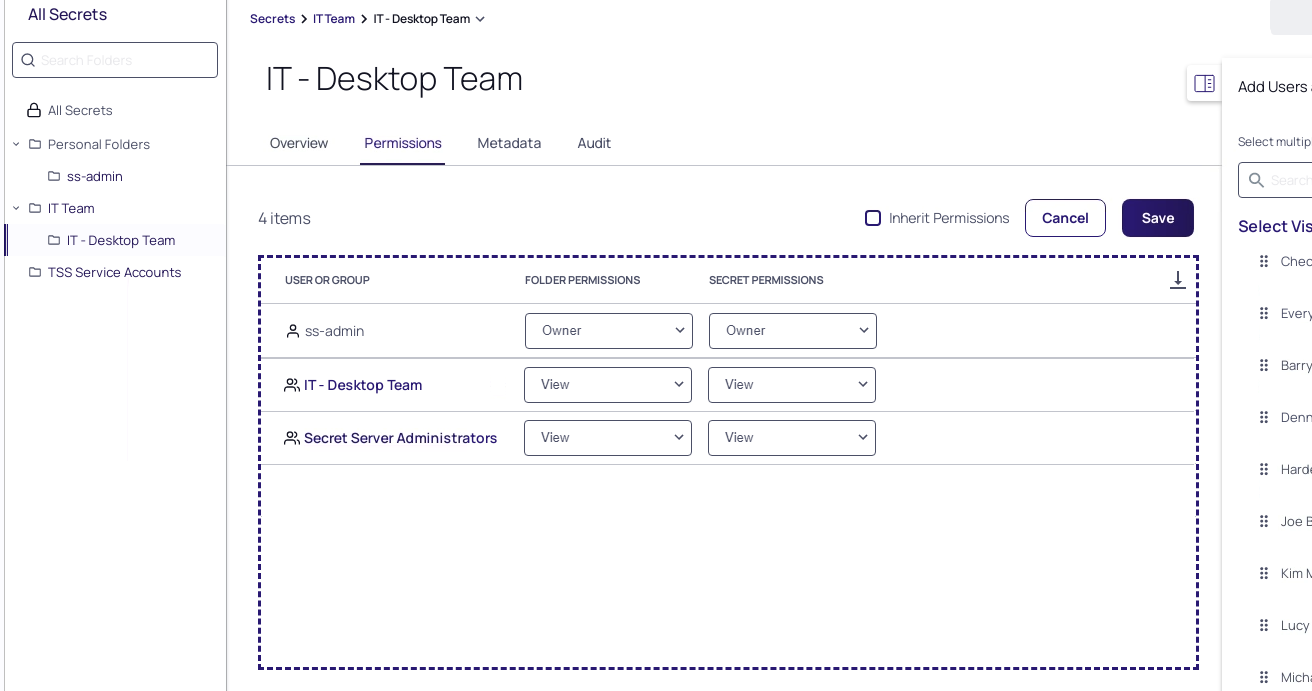 All Secrets
Search Folders
All Secrets
Personal Folders
ss-admin
IT Team
IT - Desktop Team
TSS Service Accounts
Secrets IT Team IT - Desktop Team
IT - Desktop Team
Overview Permissions Metadata Audit
4 items Inherit Permissions Cancel Save
USER OR GROUP FOLDER PERMISSIONS SECRET PERMISSIONS
ss-admin Owner Owner
IT - Desktop Team View View
Secret Server Administrators View View
Add Users
Select multip
Search
Select Vis
Chec
Every
Barry
Denn
Harde
Joe B
Kim M
Lucy
Micha